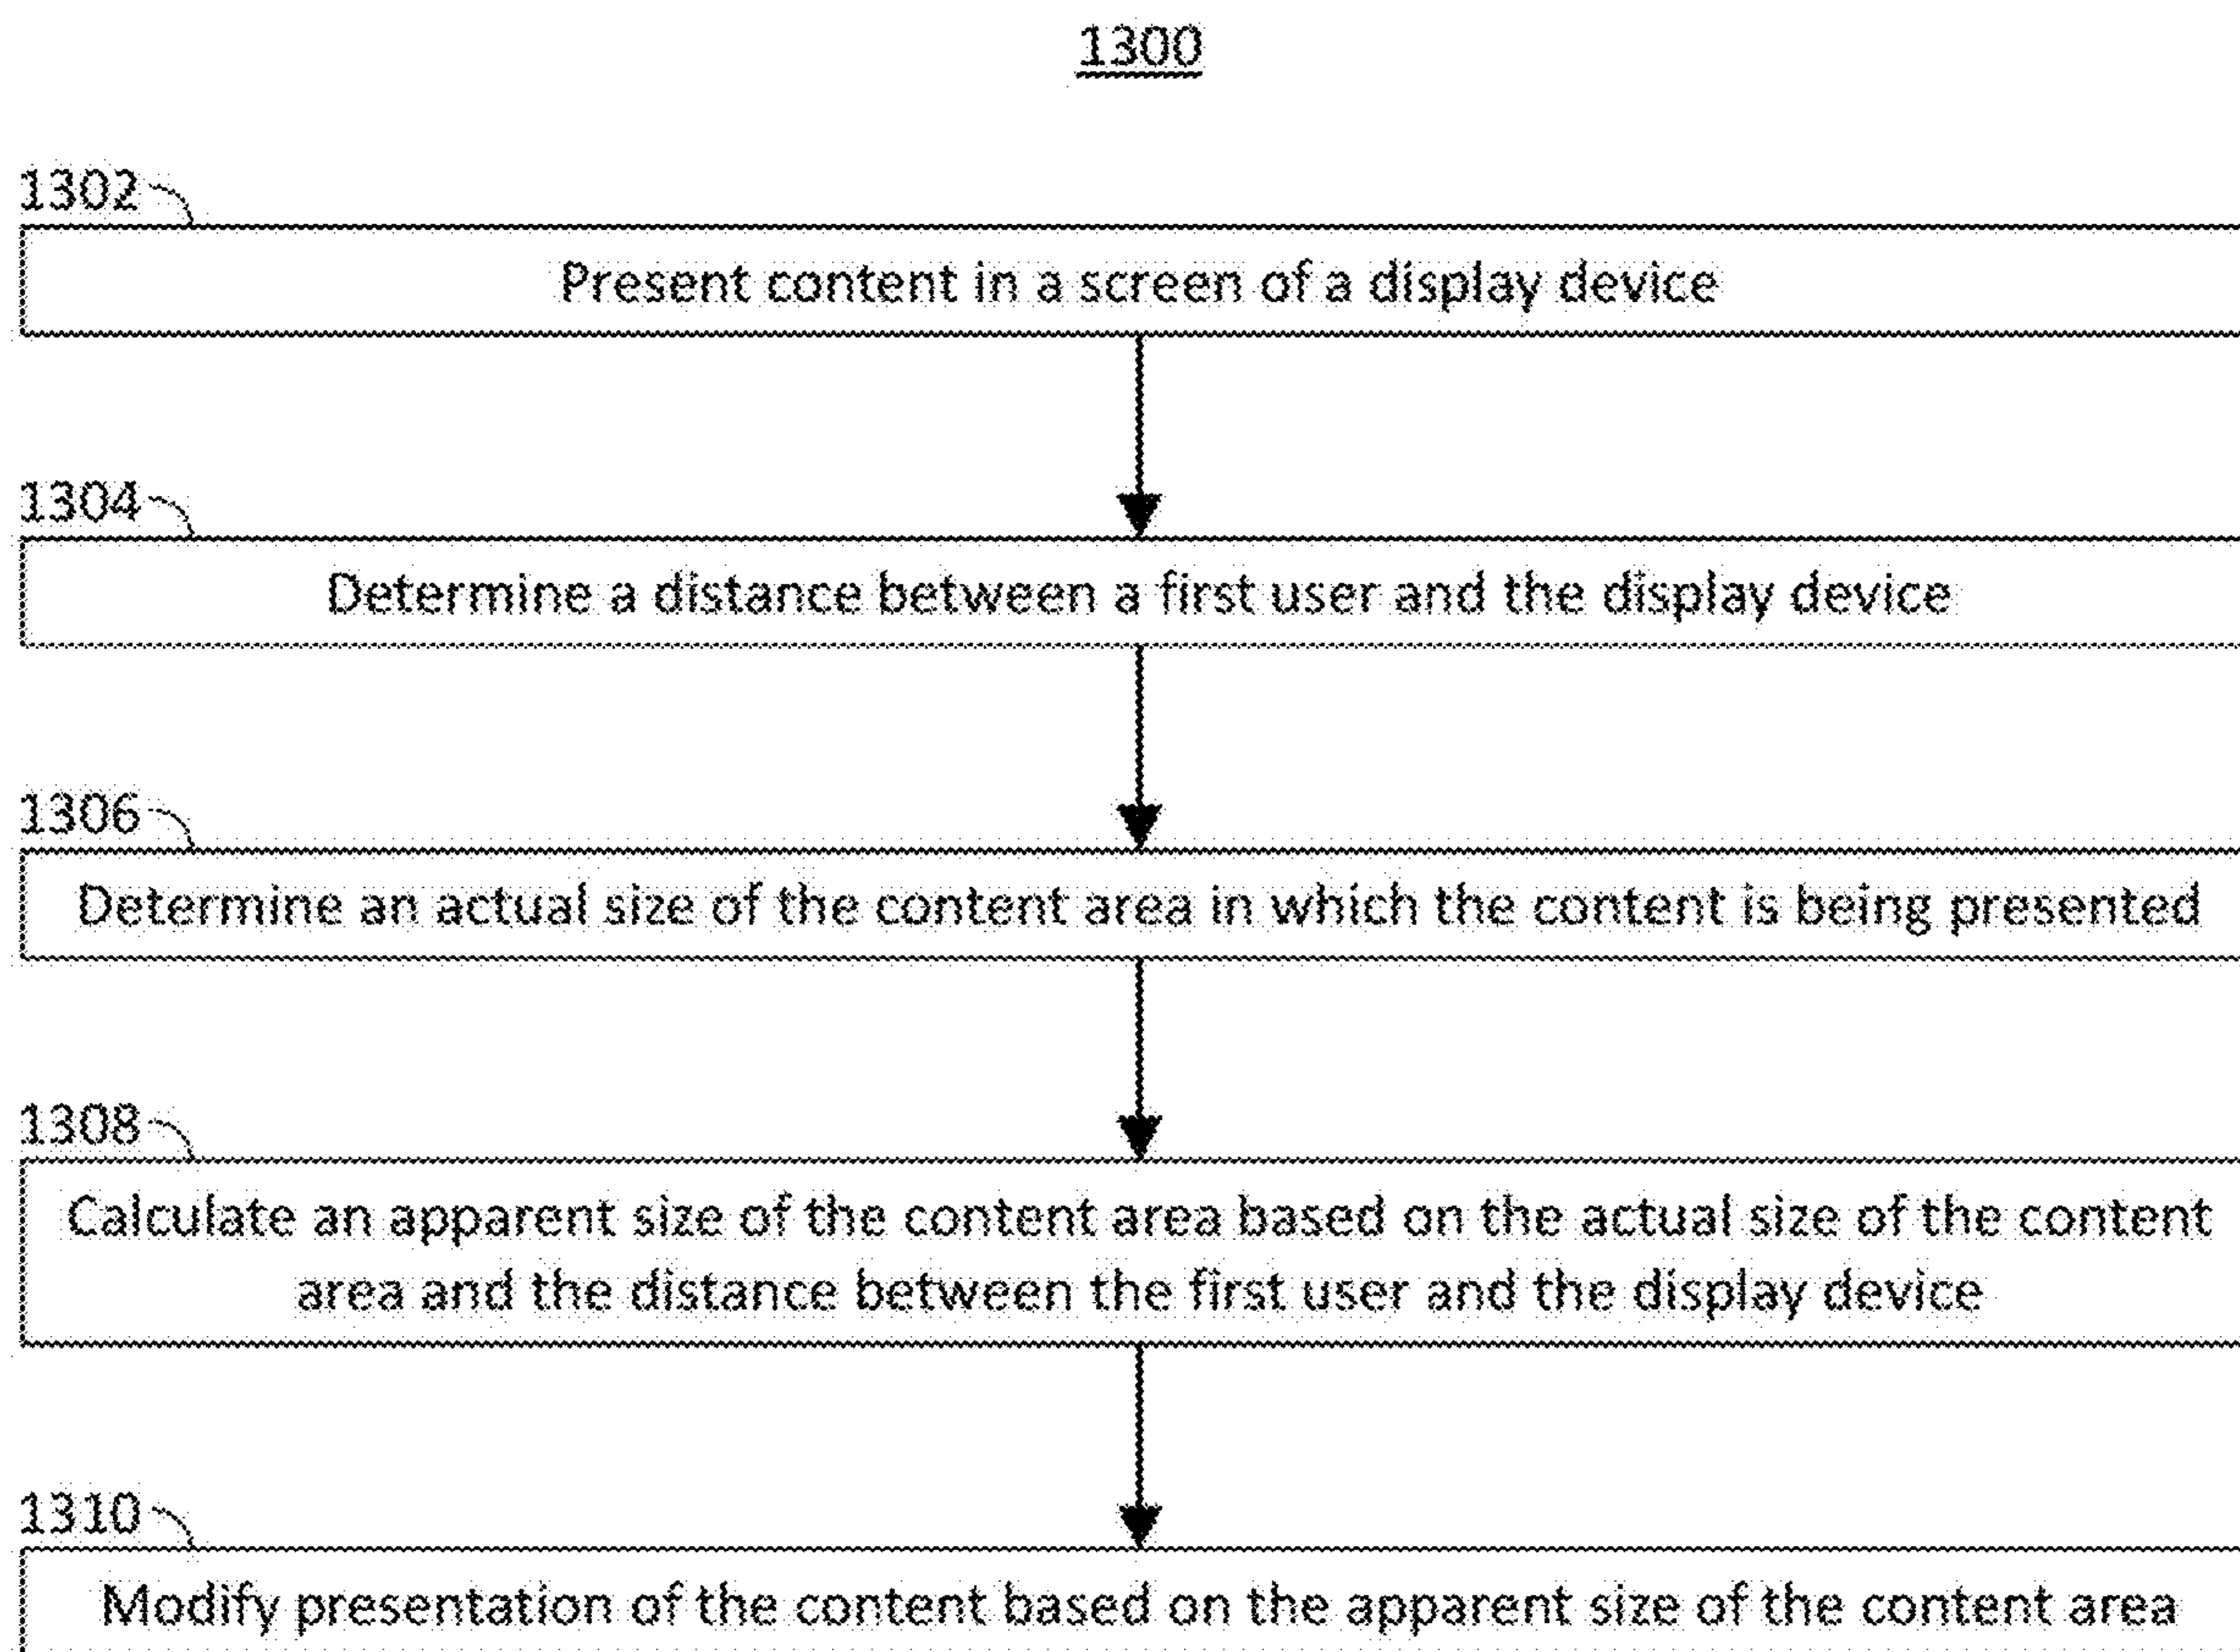 1300
1302
Present content in a screen of a display device
1304
Determine a distance between a first user and the display device
1306
Determine an actual size of the content area in which the content is being presented
1308
Calculate an apparent size of the content area based on the actual size of the content
area and the distance between the first user and the display device
1310
Modify presentation of the content based on the apparent size of the content area